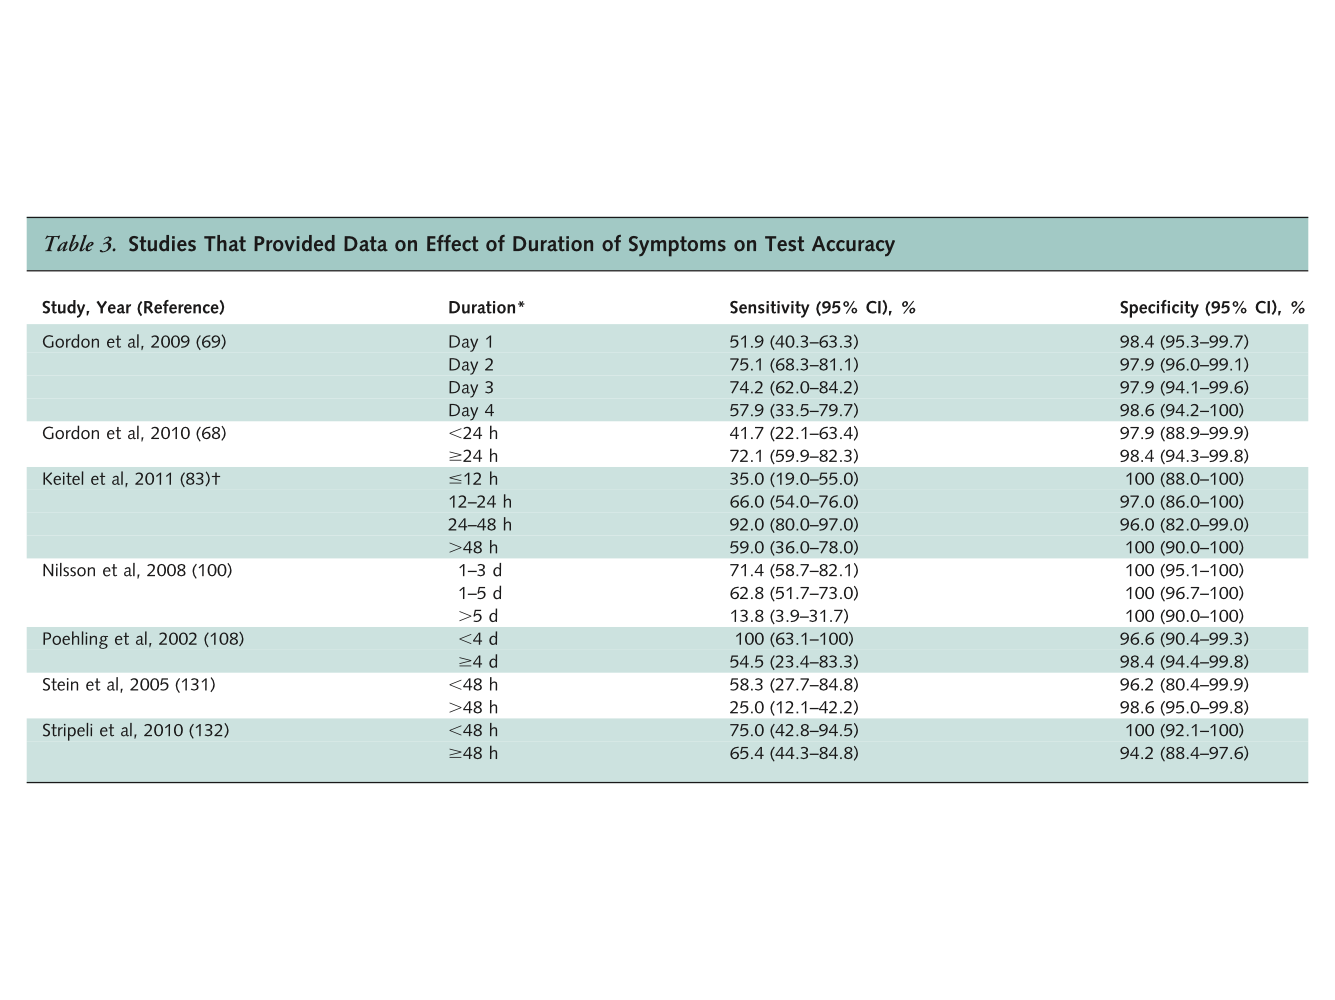 Table 3. Studies That Provided Data on Effect of Duration of Symptoms on Test Accuracy
Study, Year (Reference) Duration* Sensitivity (95% CI), % Specificity (95% CI), %
Gordon et al, 2009 (69) Day 1 51.9 (40.3–63.3) 98.4 (95.3–99.7)
Day 2 75.1 (68.3–81.1) 97.9 (96.0–99.1)
Day 3 74.2 (62.0–84.2) 97.9 (94.1–99.6)
Day 4 57.9 (33.5–79.7) 98.6 (94.2–100)
Gordon et al, 2010 (68) <24 h 41.7 (22.1–63.4) 97.9 (88.9–99.9)
≥24 h 72.1 (59.9–82.3) 98.4 (94.3–99.8)
Keitel et al, 2011 (83)† ≤12 h 35.0 (19.0–55.0) 100 (88.0–100)
12–24 h 66.0 (54.0–76.0) 97.0 (86.0–100)
24–48 h 92.0 (80.0–97.0) 96.0 (82.0–99.0)
>48 h 59.0 (36.0–78.0) 100 (90.0–100)
Nilsson et al, 2008 (100) 1–3 d 71.4 (58.7–82.1) 100 (95.1–100)
1–5 d 62.8 (51.7–73.0) 100 (96.7–100)
>5 d 13.8 (3.9–31.7) 100 (90.0–100)
Poehling et al, 2002 (108) <4 d 100 (63.1–100) 96.6 (90.4–99.3)
≥4 d 54.5 (23.4–83.3) 98.4 (94.4–99.8)
Stein et al, 2005 (131) <48 h 58.3 (27.7–84.8) 96.2 (80.4–99.9)
>48 h 25.0 (12.1–42.2) 98.6 (95.0–99.8)
Stripeli et al, 2010 (132) <48 h 75.0 (42.8–94.5) 100 (92.1–100)
≥48 h 65.4 (44.3–84.8) 94.2 (88.4–97.6)